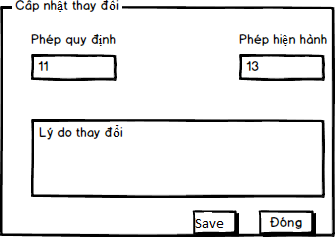 Cập nhật thay đổi
Phép quy định
Phép hiện hành
11
13
Lý do thay đổi
Save
Đóng